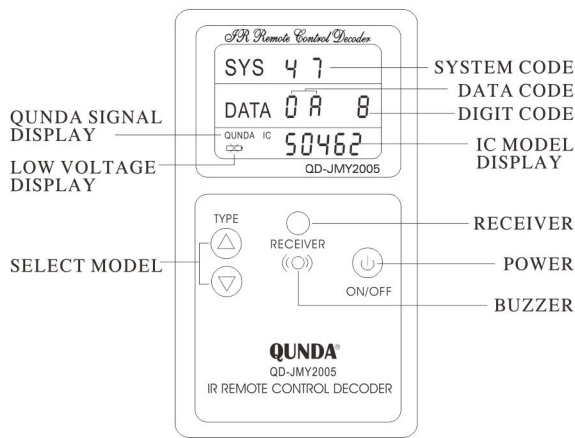 IR Remote Control Decoder
SYS 47
SYSTEM CODE
DATA CODE
DATA 0A 8
DIGIT CODE
QUNDA SIGNAL
DISPLAY
QUNDA IC
50462
IC MODEL
DISPLAY
LOW VOLTAGE
DISPLAY
QD-JMY2005
TYPE
RECEIVER
RECEIVER
SELECT MODEL
POWER
ON/OFF
BUZZER
QUNDA®
QD-JMY2005
IR REMOTE CONTROL DECODER